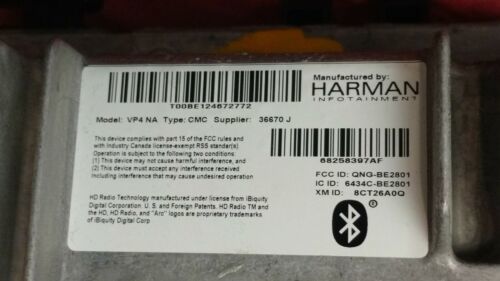 T00BE124672772
Manufactured by:
HARMAN
INFOTAINMENT
Model: VP4 NA Type: CMC Supplier: 36670 J
This device complies with part 15 of the FCC rules and
with Industry Canada license-exempt RSS standard(s)
Operation is subject to the following two conditions:
(1) This device may not cause harmful interference, and
(2) This device must accept any interference received
Including interference that may cause undesired operation
HD Radio Technology manufactured under license from iBiquity
Digital Corporation: U. S. and Foreign Patents. HD Radio TM and
the HD, HD Radio, and "Arc" logos are proprietary trademarks
of iBiquity Digital Corp
68258397AF
FCC ID: QNG-BE2801
IC ID: 6434C-BE2801
XM ID: 8CT26A0Q